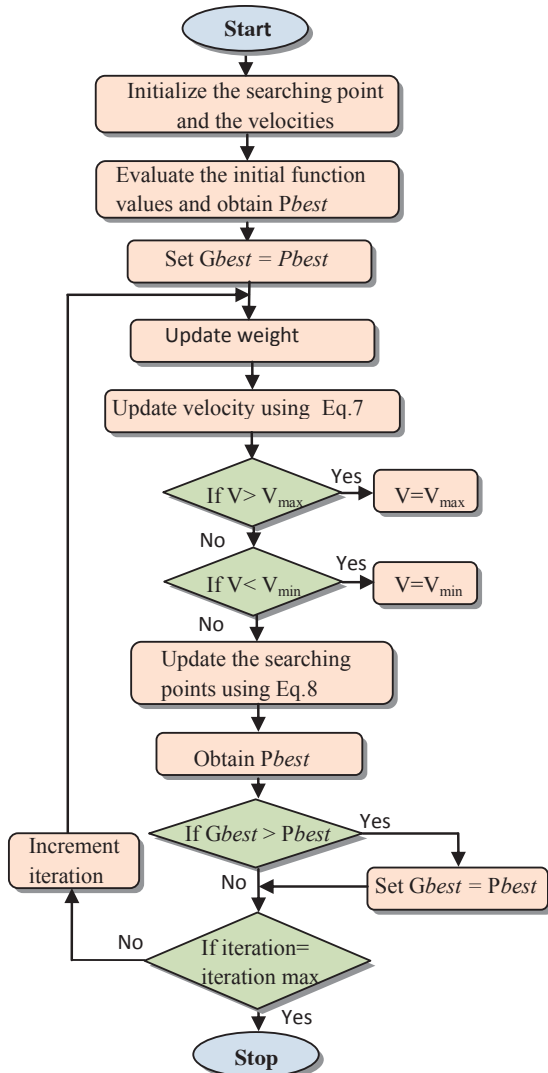 Start
Initialize the searching point
and the velocities
Evaluate the initial function
values and obtain Pbest
Set Gbest = Pbest
Update weight
Update velocity using Eq.7
If V> Vmax
Yes
V=Vmax
No
If V< Vmin
Yes
V=Vmin
No
Update the searching
points using Eq.8
Obtain Pbest
If Gbest > Pbest
Yes
Set Gbest = Pbest
No
Increment
iteration
No
If iteration=
iteration max
Yes
Stop